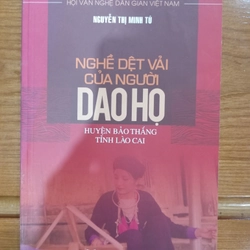 HỘI VĂN NGHỆ DÂN GIAN VIỆT NAM
NGUYỄN THỊ MINH TÚ
NGHỀ DỆT VẢI
CỦA NGƯỜI
DAO HỌ
HUYỆN BẢO THẮNG
TỈNH LÀO CAI